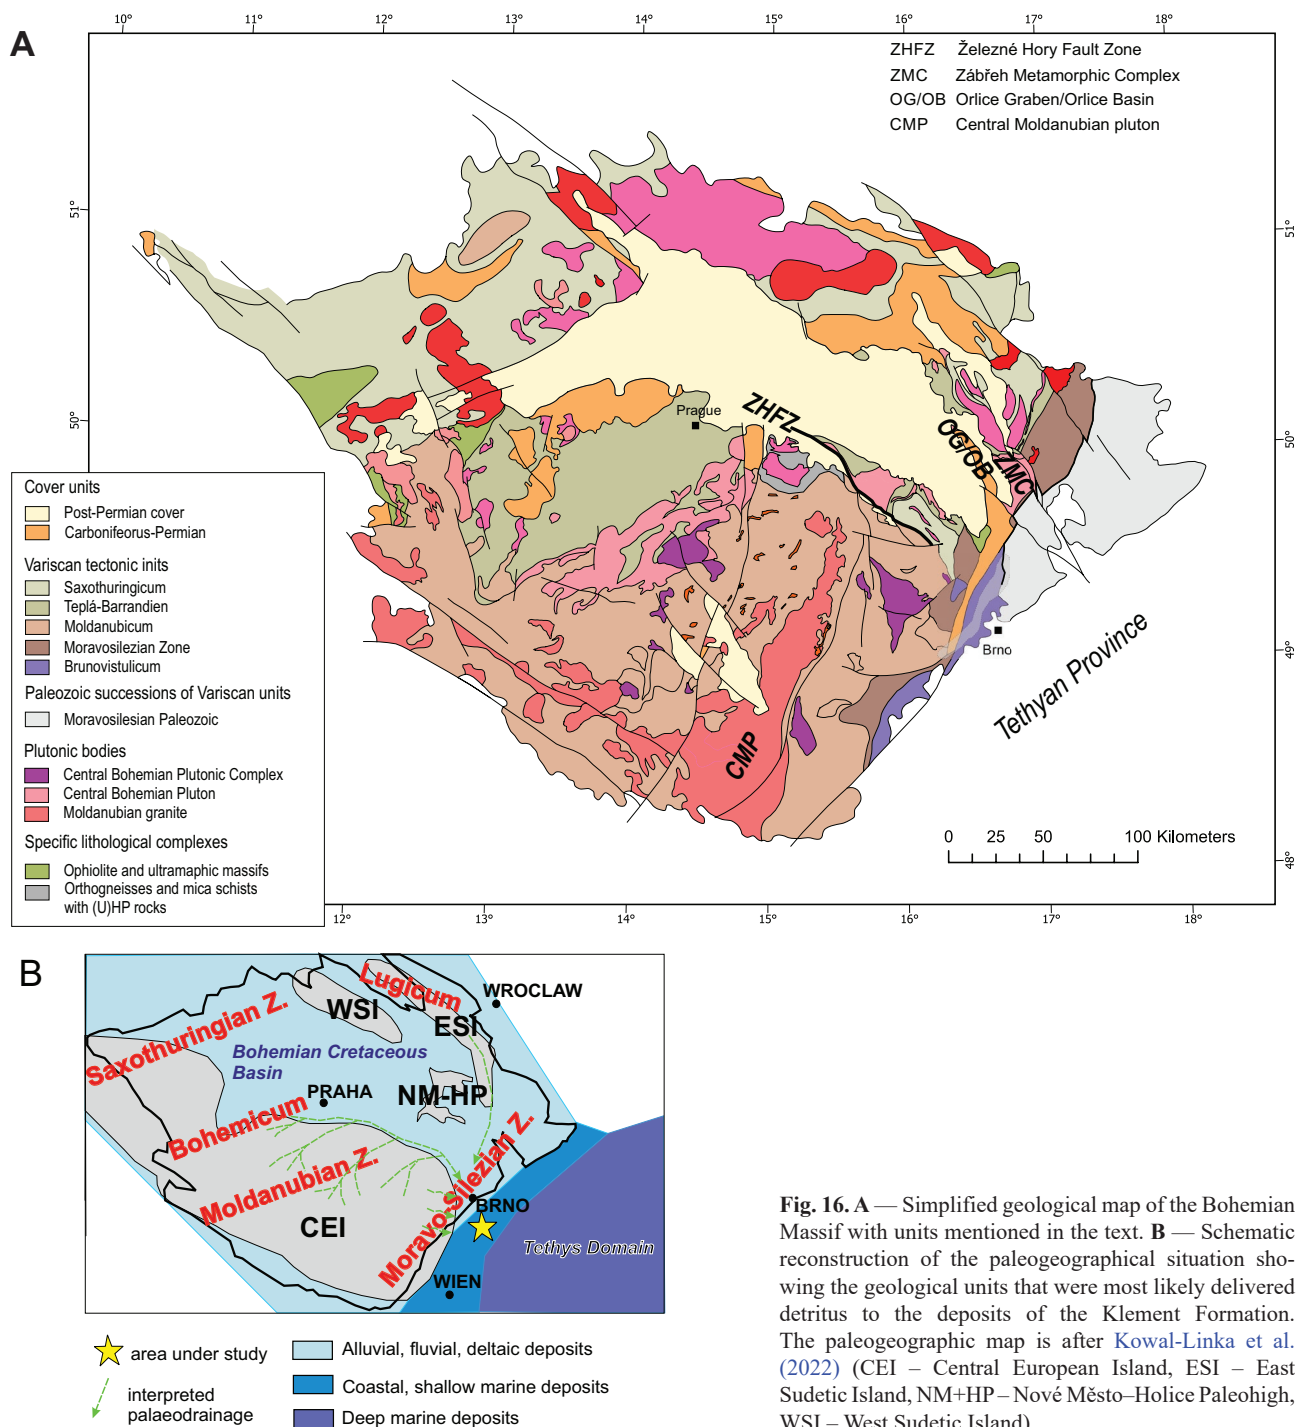 A
10° 11° 12° 13° 14° 15° 16° 17° 18°
ZHFZ Železné Hory Fault Zone
ZMC Zábřeh Metamorphic Complex
OG/OB Orlice Graben/Orlice Basin
CMP Central Moldanubian pluton
51° 51°
50° 50°
49°
48°
Prague
ZHFZ
OG/OB
ZMC
Brno
Tethyan Province
CMP
Cover units
Post-Permian cover
Carbonifeorus-Permian
Variscan tectonic inits
Saxothuringicum
Teplá-Barrandien
Moldanubicum
Moravosilezian Zone
Brunovistulicum
Paleozoic successions of Variscan units
Moravosilesian Paleozoic
Plutonic bodies
Central Bohemian Plutonic Complex
Central Bohemian Pluton
Moldanubian granite
Specific lithological complexes
Ophiolite and ultramaphic massifs
Orthogneisses and mica schists
with (U)HP rocks
0 25 50 100 Kilometers
12° 13° 14° 15° 16° 17° 18°
B
Saxothuringian Z.
WSI
Lugicum
ESI
WROCLAW
Bohemian Cretaceous
Basin
PRAHA
NM-HP
Bohemicum
Moldanubian Z.
CEI
Moravo-Silezian Z.
BRNO
Tethys Domain
WIEN
area under study
interpreted
palaeodrainage
Alluvial, fluvial, deltaic deposits
Coastal, shallow marine deposits
Deep marine deposits
Fig. 16. A — Simplified geological map of the Bohemian
Massif with units mentioned in the text. B — Schematic
reconstruction of the paleogeographical situation sho-
wing the geological units that were most likely delivered
detritus to the deposits of the Klement Formation.
The paleogeographic map is after Kowal-Linka et al.
(2022) (CEI – Central European Island, ESI – East
Sudetic Island, NM+HP – Nové Město–Holice Paleohigh,
WSI – West Sudetic Island)